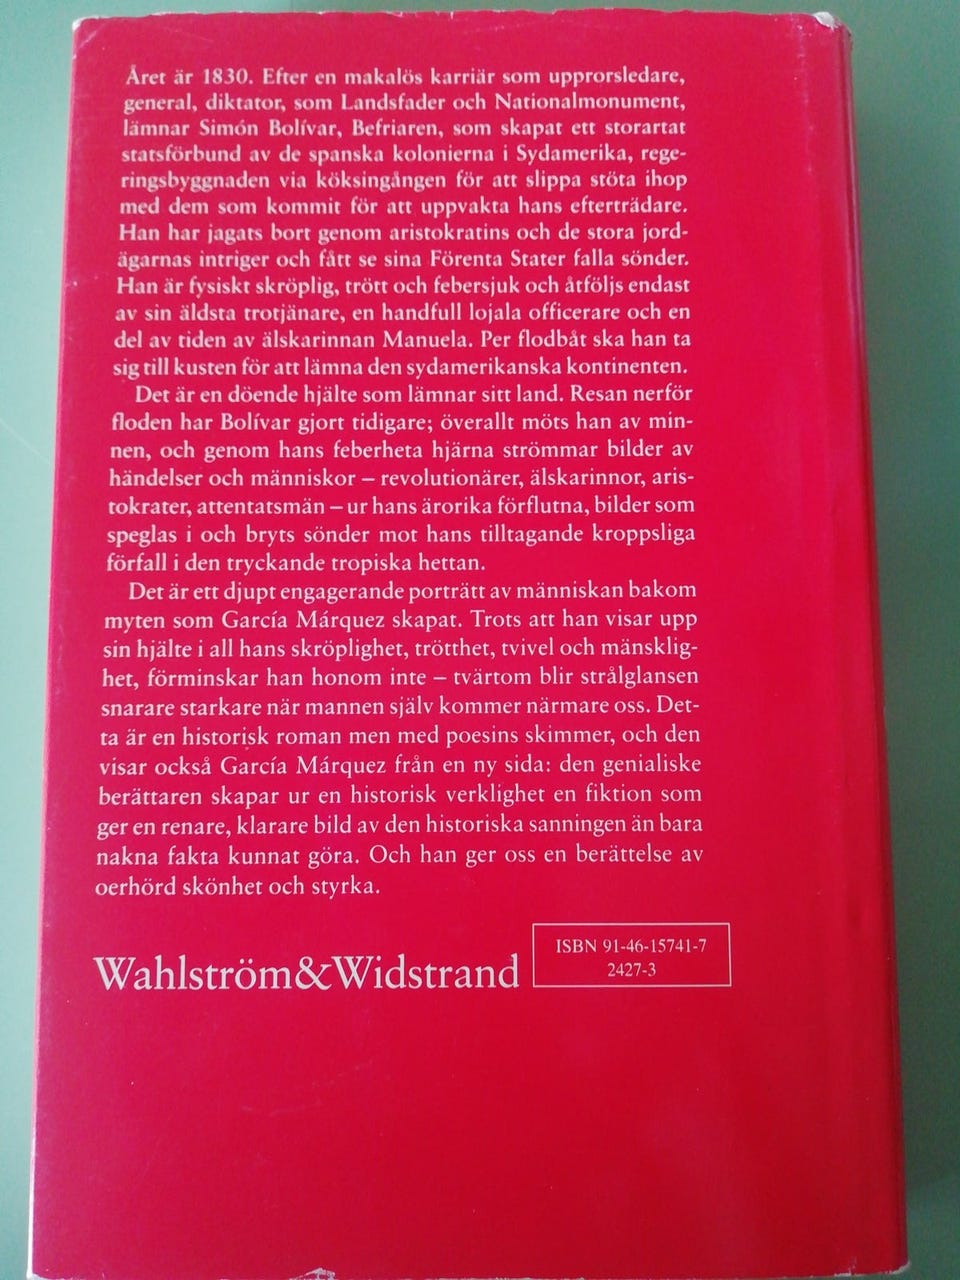 Året är 1830. Efter en makalös karriär som upprorsledare,
general, diktator, som Landsfader och Nationalmonument,
lämnar Simón Bolívar, Befriaren, som skapat ett storartat
statsförbund av de spanska kolonierna i Sydamerika, rege-
ringsbyggnaden via köksingången för att slippa stöta ihop
med dem som kommit för att uppvakta hans efterträdare.
Han har jagats bort genom aristokratins och de stora jord-
ägarnas intriger och fått se sina Förenta Stater falla sönder.
Han är fysiskt skröplig, trött och febersjuk och åtföljs endast
av sin äldsta trotjänare, en handfull lojala officerare och en
del av tiden av älskarinnan Manuela. Per flodbåt ska han ta
sig till kusten för att lämna den sydamerikanska kontinenten.
Det är en döende hjälte som lämnar sitt land. Resan nerför
floden har Bolívar gjort tidigare; överallt möts han av min-
nen, och genom hans feberheta hjärna strömmar bilder av
händelser och människor – revolutionärer, älskarinnor, aris-
tokrater, attentatsmän – ur hans ärorika förflutna, bilder som
speglas i och bryts sönder mot hans tilltagande kroppsliga
förfall i den tryckande tropiska hettan.
Det är ett djupt engagerande porträtt av människan bakom
myten som García Márquez skapat. Trots att han visar upp
sin hjälte i all hans skröplighet, trötthet, tvivel och mänsklig-
het, förminskar han honom inte – tvärtom blir strålglansen
snarare starkare när mannen själv kommer närmare oss. Det-
ta är en historisk roman men med poesins skimmer, och den
visar också García Márquez från en ny sida: den genialiske
berättaren skapar ur en historisk verklighet en fiktion som
ger en renare, klarare bild av den historiska sanningen än bara
nakna fakta kunnat göra. Och han ger oss en berättelse av
oerhörd skönhet och styrka.
Wahlström&Widstrand
ISBN 91-46-15741-7
2427-3